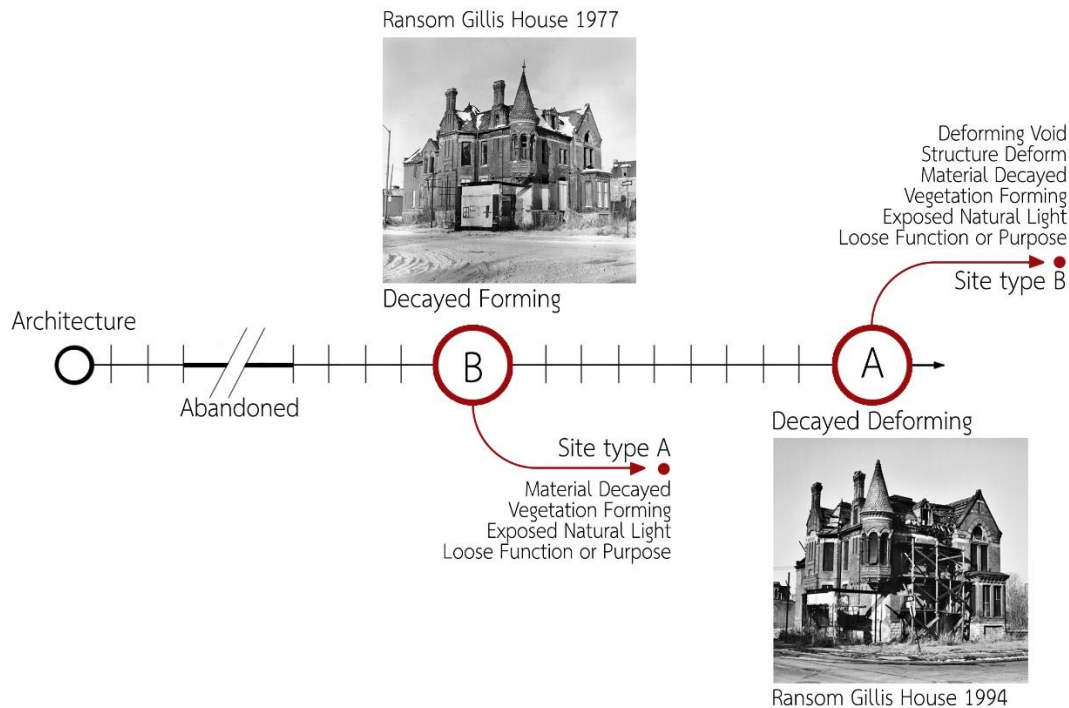 Ransom Gillis House 1977
Decayed Forming
Architecture
Abandoned
B
Site type A
Material Decayed
Vegetation Forming
Exposed Natural Light
Loose Function or Purpose
Deforming Void
Structure Deform
Material Decayed
Vegetation Forming
Exposed Natural Light
Loose Function or Purpose
Site type B
A
Decayed Deforming
Ransom Gillis House 1994